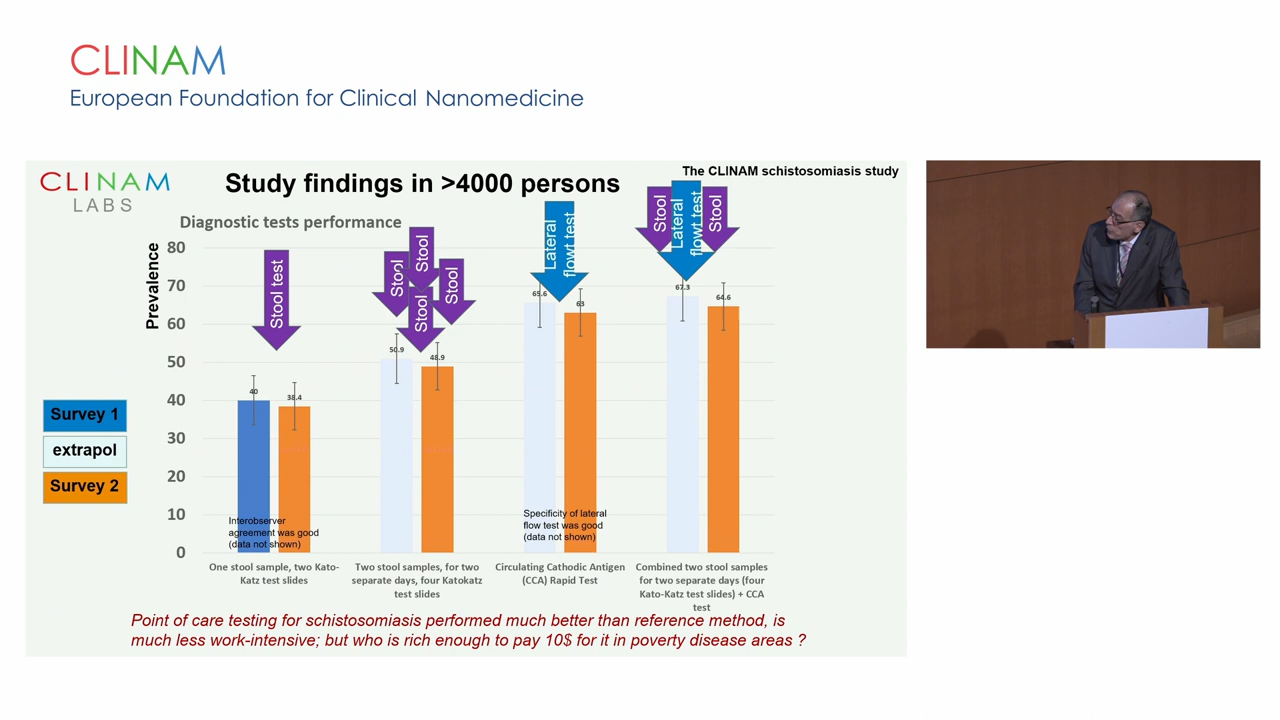 CLINAM
European Foundation for Clinical Nanomedicine
CLINAM
LABS
Study findings in >4000 persons
The CLINAM schistosomiasis study
Diagnostic tests performance
Prevalence
80
70
60
50
40
30
20
10
0
Stool test
Stool
Stool
Stool
Stool
Lateral
flowt test
Stool
Lateral
flowt test
Stool
40
38.4
50.9
48.9
65.6
63
67.3
64.6
Survey 1
extrapol
Survey 2
Interobserver
agreement was good
(data not shown)
Specificity of lateral
flow test was good
(data not shown)
One stool sample, two Kato-
Katz test slides
Two stool samples, for two
separate days, four Katokatz
test slides
Circulating Cathodic Antigen
(CCA) Rapid Test
Combined two stool samples
for two separate days (four
Kato-Katz test slides) + CCA
test
Point of care testing for schistosomiasis performed much better than reference method, is
much less work-intensive; but who is rich enough to pay 10$ for it in poverty disease areas ?